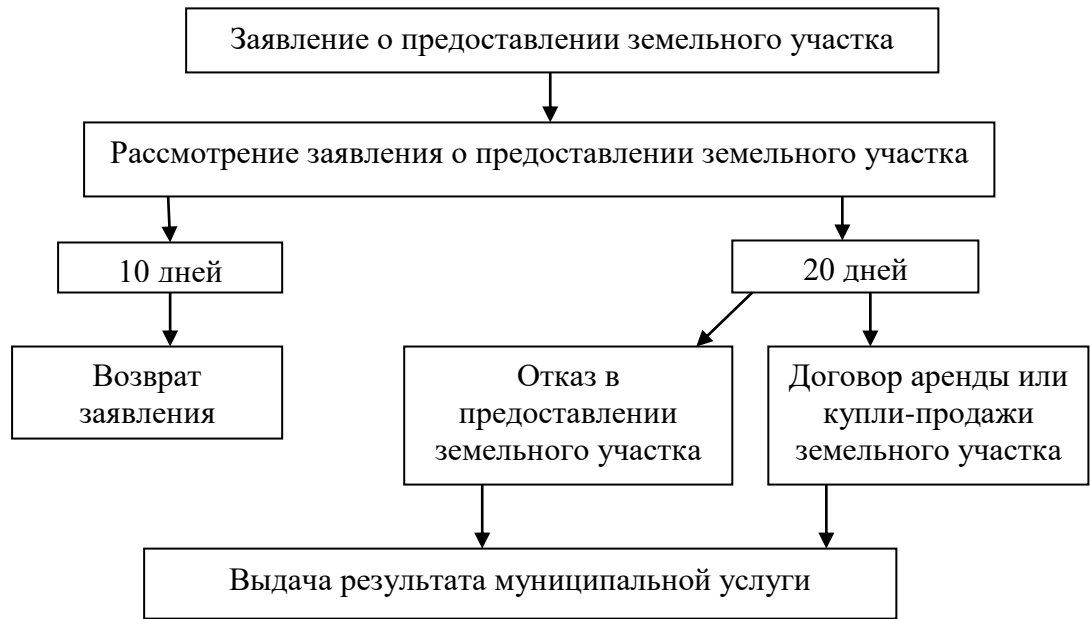 Заявление о предоставлении земельного участка
Рассмотрение заявления о предоставлении земельного участка
10 дней
20 дней
Возврат
заявления
Отказ в
предоставлении
земельного участка
Договор аренды или
купли-продажи
земельного участка
Выдача результата муниципальной услуги